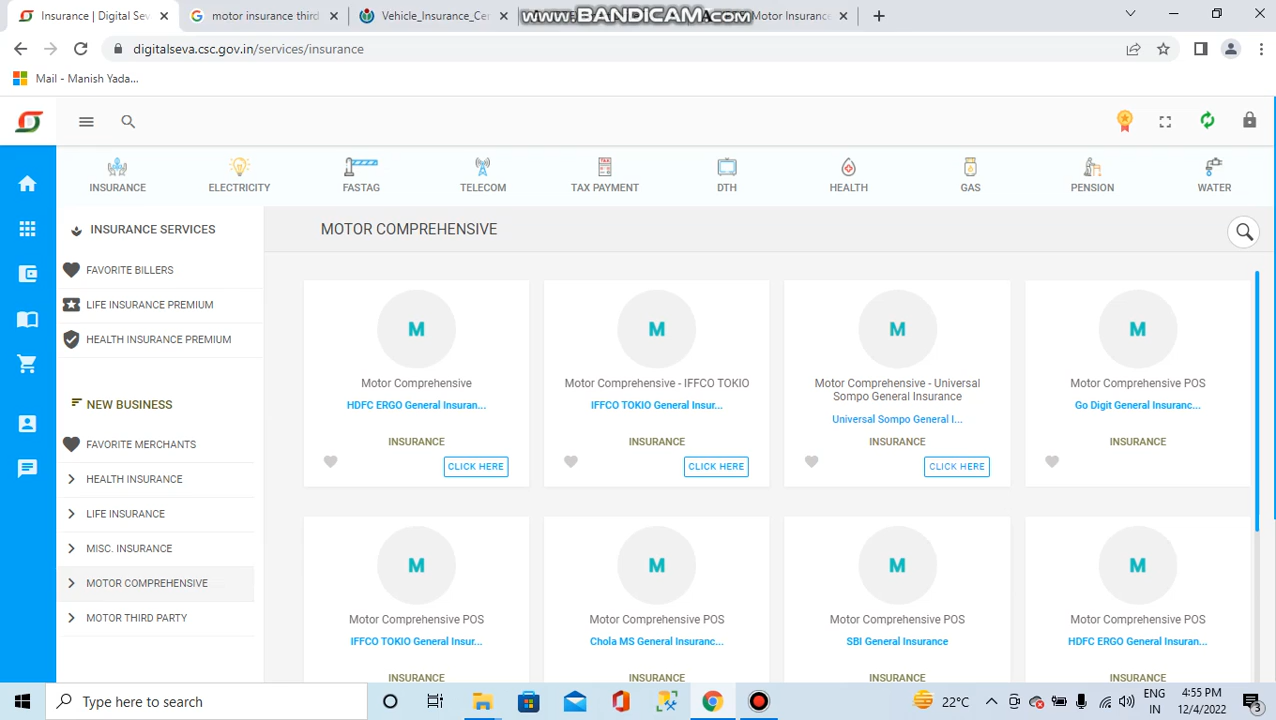 Insurance | Digital Sev
motor insurance third
Vehicle_Insurance_Ce
www.BANDICAM.com
Motor Insurance
digitalseva.csc.gov.in/services/insurance
Mail - Manish Yada...
INSURANCE
ELECTRICITY
FASTAG
TELECOM
TAX PAYMENT
DTH
HEALTH
GAS
PENSION
WATER
INSURANCE SERVICES
FAVORITE BILLERS
LIFE INSURANCE PREMIUM
HEALTH INSURANCE PREMIUM
NEW BUSINESS
FAVORITE MERCHANTS
HEALTH INSURANCE
LIFE INSURANCE
MISC. INSURANCE
MOTOR COMPREHENSIVE
MOTOR THIRD PARTY
MOTOR COMPREHENSIVE
M
Motor Comprehensive
HDFC ERGO General Insuran...
INSURANCE
CLICK HERE
M
Motor Comprehensive - IFFCO TOKIO
IFFCO TOKIO General Insur...
INSURANCE
CLICK HERE
M
Motor Comprehensive - Universal
Sompo General Insurance
Universal Sompo General I...
INSURANCE
CLICK HERE
M
Motor Comprehensive POS
Go Digit General Insuranc...
INSURANCE
M
Motor Comprehensive POS
IFFCO TOKIO General Insur...
INSURANCE
M
Motor Comprehensive POS
Chola MS General Insuranc...
INSURANCE
M
Motor Comprehensive POS
SBI General Insurance
INSURANCE
M
Motor Comprehensive POS
HDFC ERGO General Insuran...
INSURANCE
Type here to search
22°C
ENG
IN
4:55 PM
12/4/2022
3